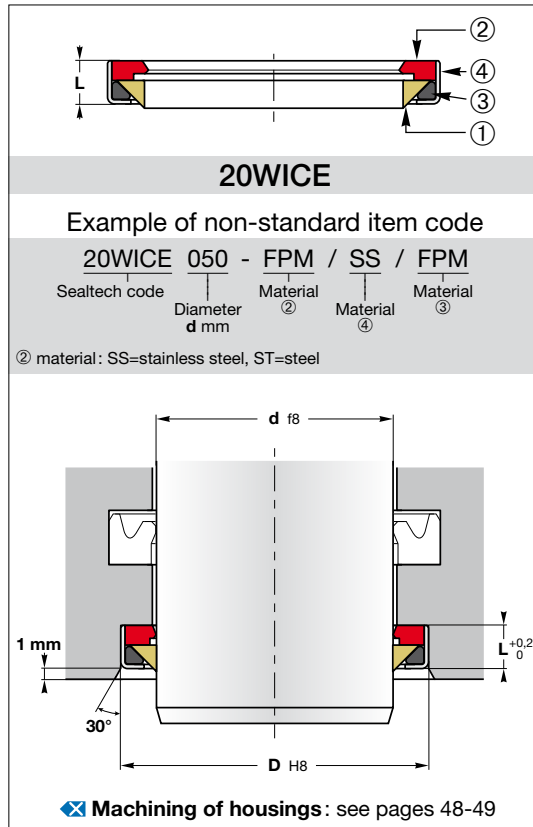 ②
④
L
③
①
20WICE
Example of non-standard item code
20WICE 050 - FPM / SS / FPM
Sealtech code
Diameter
d mm
Material
②
Material
④
Material
③
② material: SS=stainless steel, ST=steel
d f8
1 mm
L +0,2 0
30°
D H8
Machining of housings: see pages 48-49